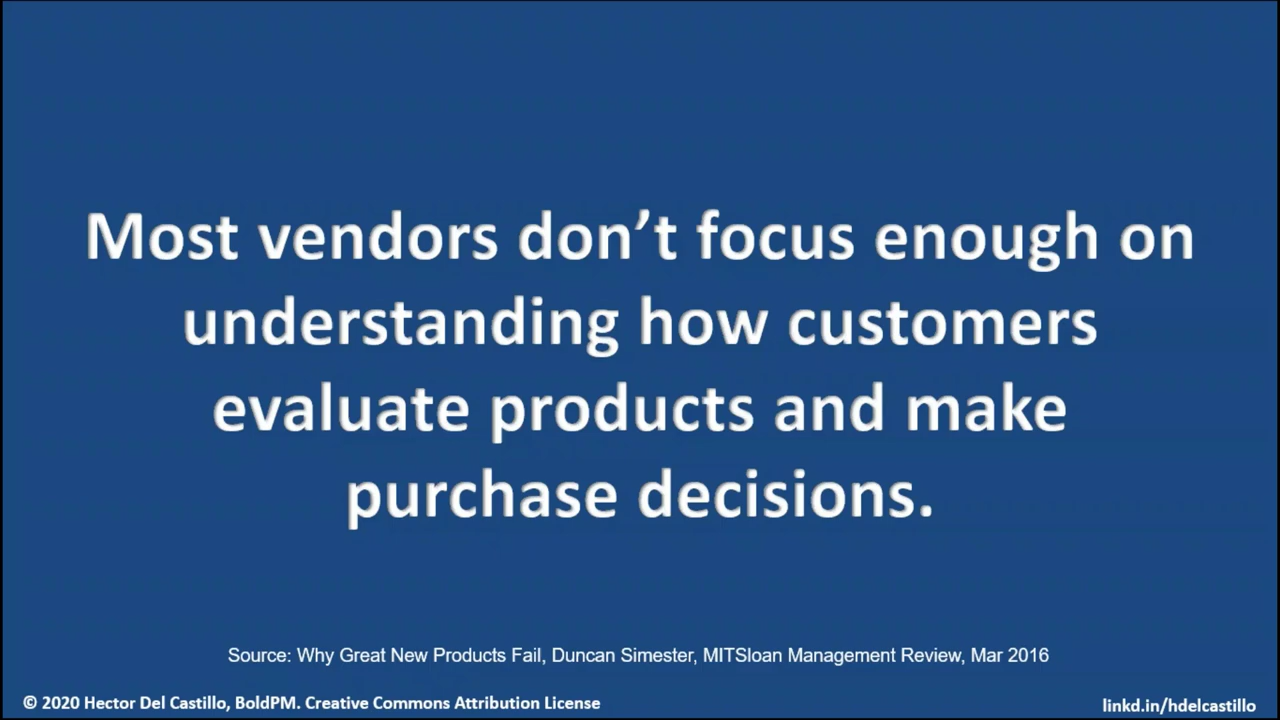 Most vendors don’t focus enough on
understanding how customers
evaluate products and make
purchase decisions.
Source: Why Great New Products Fail, Duncan Simester, MITSloan Management Review, Mar 2016
© 2020 Hector Del Castillo, BoldPM. Creative Commons Attribution License
linkd.in/hdelcastillo